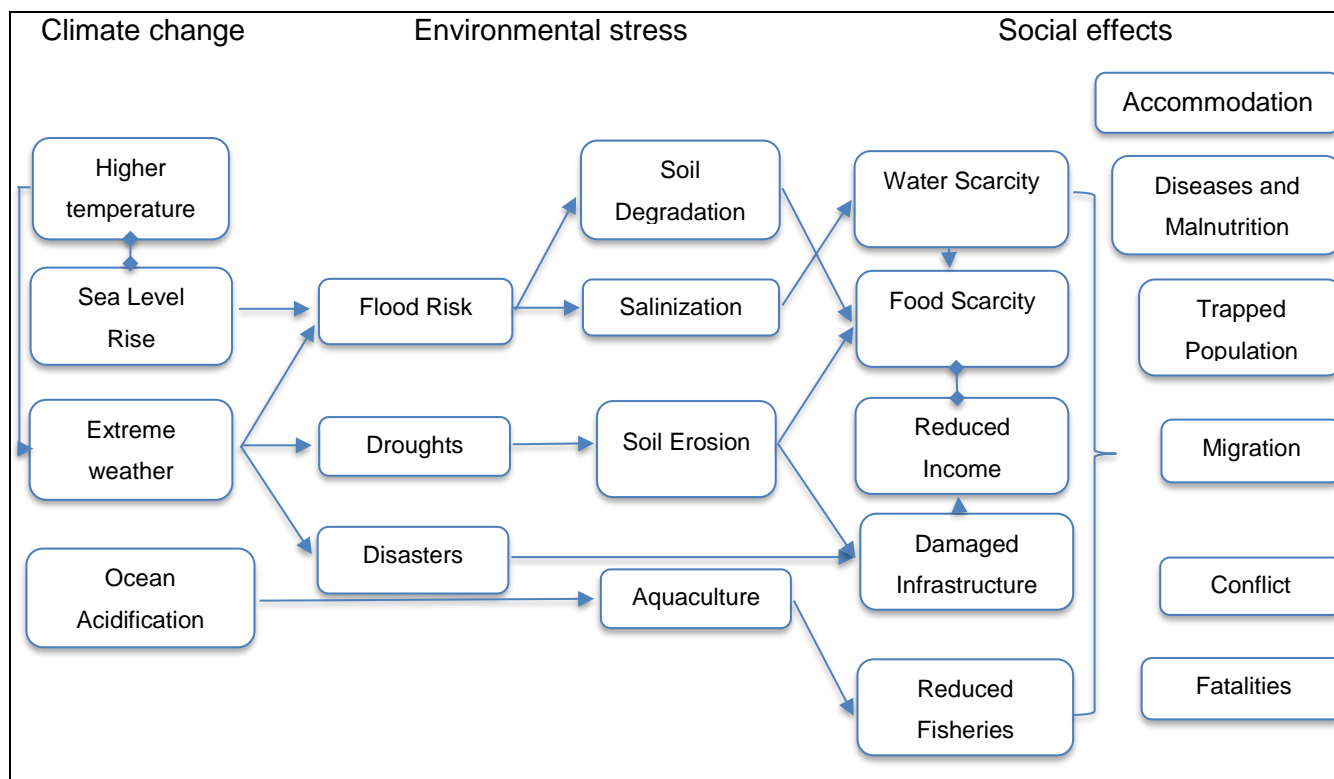 Climate change
Environmental stress
Social effects
Higher
temperature
Sea Level
Rise
Extreme
weather
Ocean
Acidification
Flood Risk
Droughts
Disasters
Soil
Degradation
Salinization
Soil Erosion
Aquaculture
Water Scarcity
Food Scarcity
Reduced
Income
Damaged
Infrastructure
Reduced
Fisheries
Accommodation
Diseases and
Malnutrition
Trapped
Population
Migration
Conflict
Fatalities